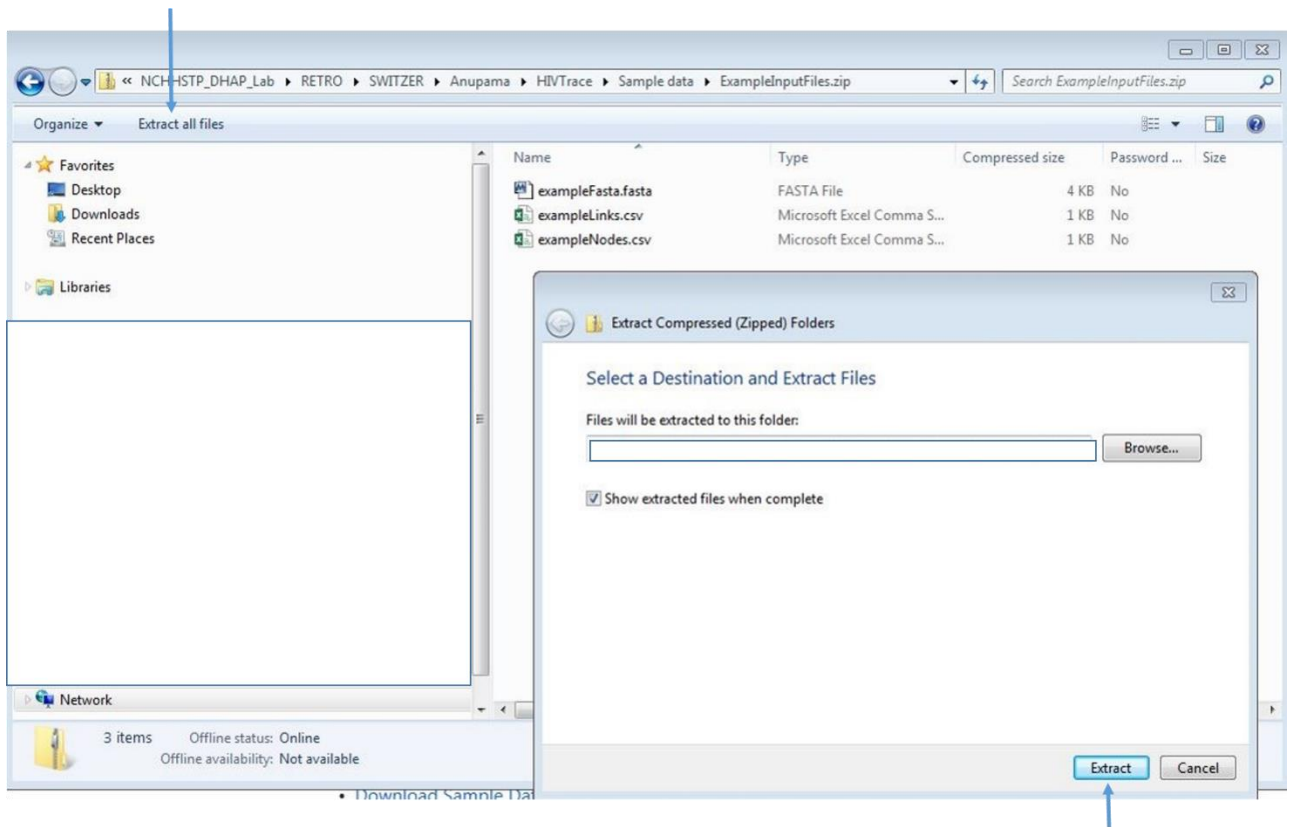 « NCHHSTP_DHAP_Lab ▸ RETRO ▸ SWITZER ▸ Anupama ▸ HIVTrace ▸ Sample data ▸ ExampleInputFiles.zip
Search ExampleInputFiles.zip
Organize ▾ Extract all files
Favorites
Desktop
Downloads
Recent Places
Libraries
Network
Name Type Compressed size Password ... Size
exampleFasta.fasta FASTA File 4 KB No
exampleLinks.csv Microsoft Excel Comma S... 1 KB No
exampleNodes.csv Microsoft Excel Comma S... 1 KB No
Extract Compressed (Zipped) Folders
Select a Destination and Extract Files
Files will be extracted to this folder:
Browse...
Show extracted files when complete
Extract Cancel
3 items Offline status: Online
Offline availability: Not available
• Download Sample Dat